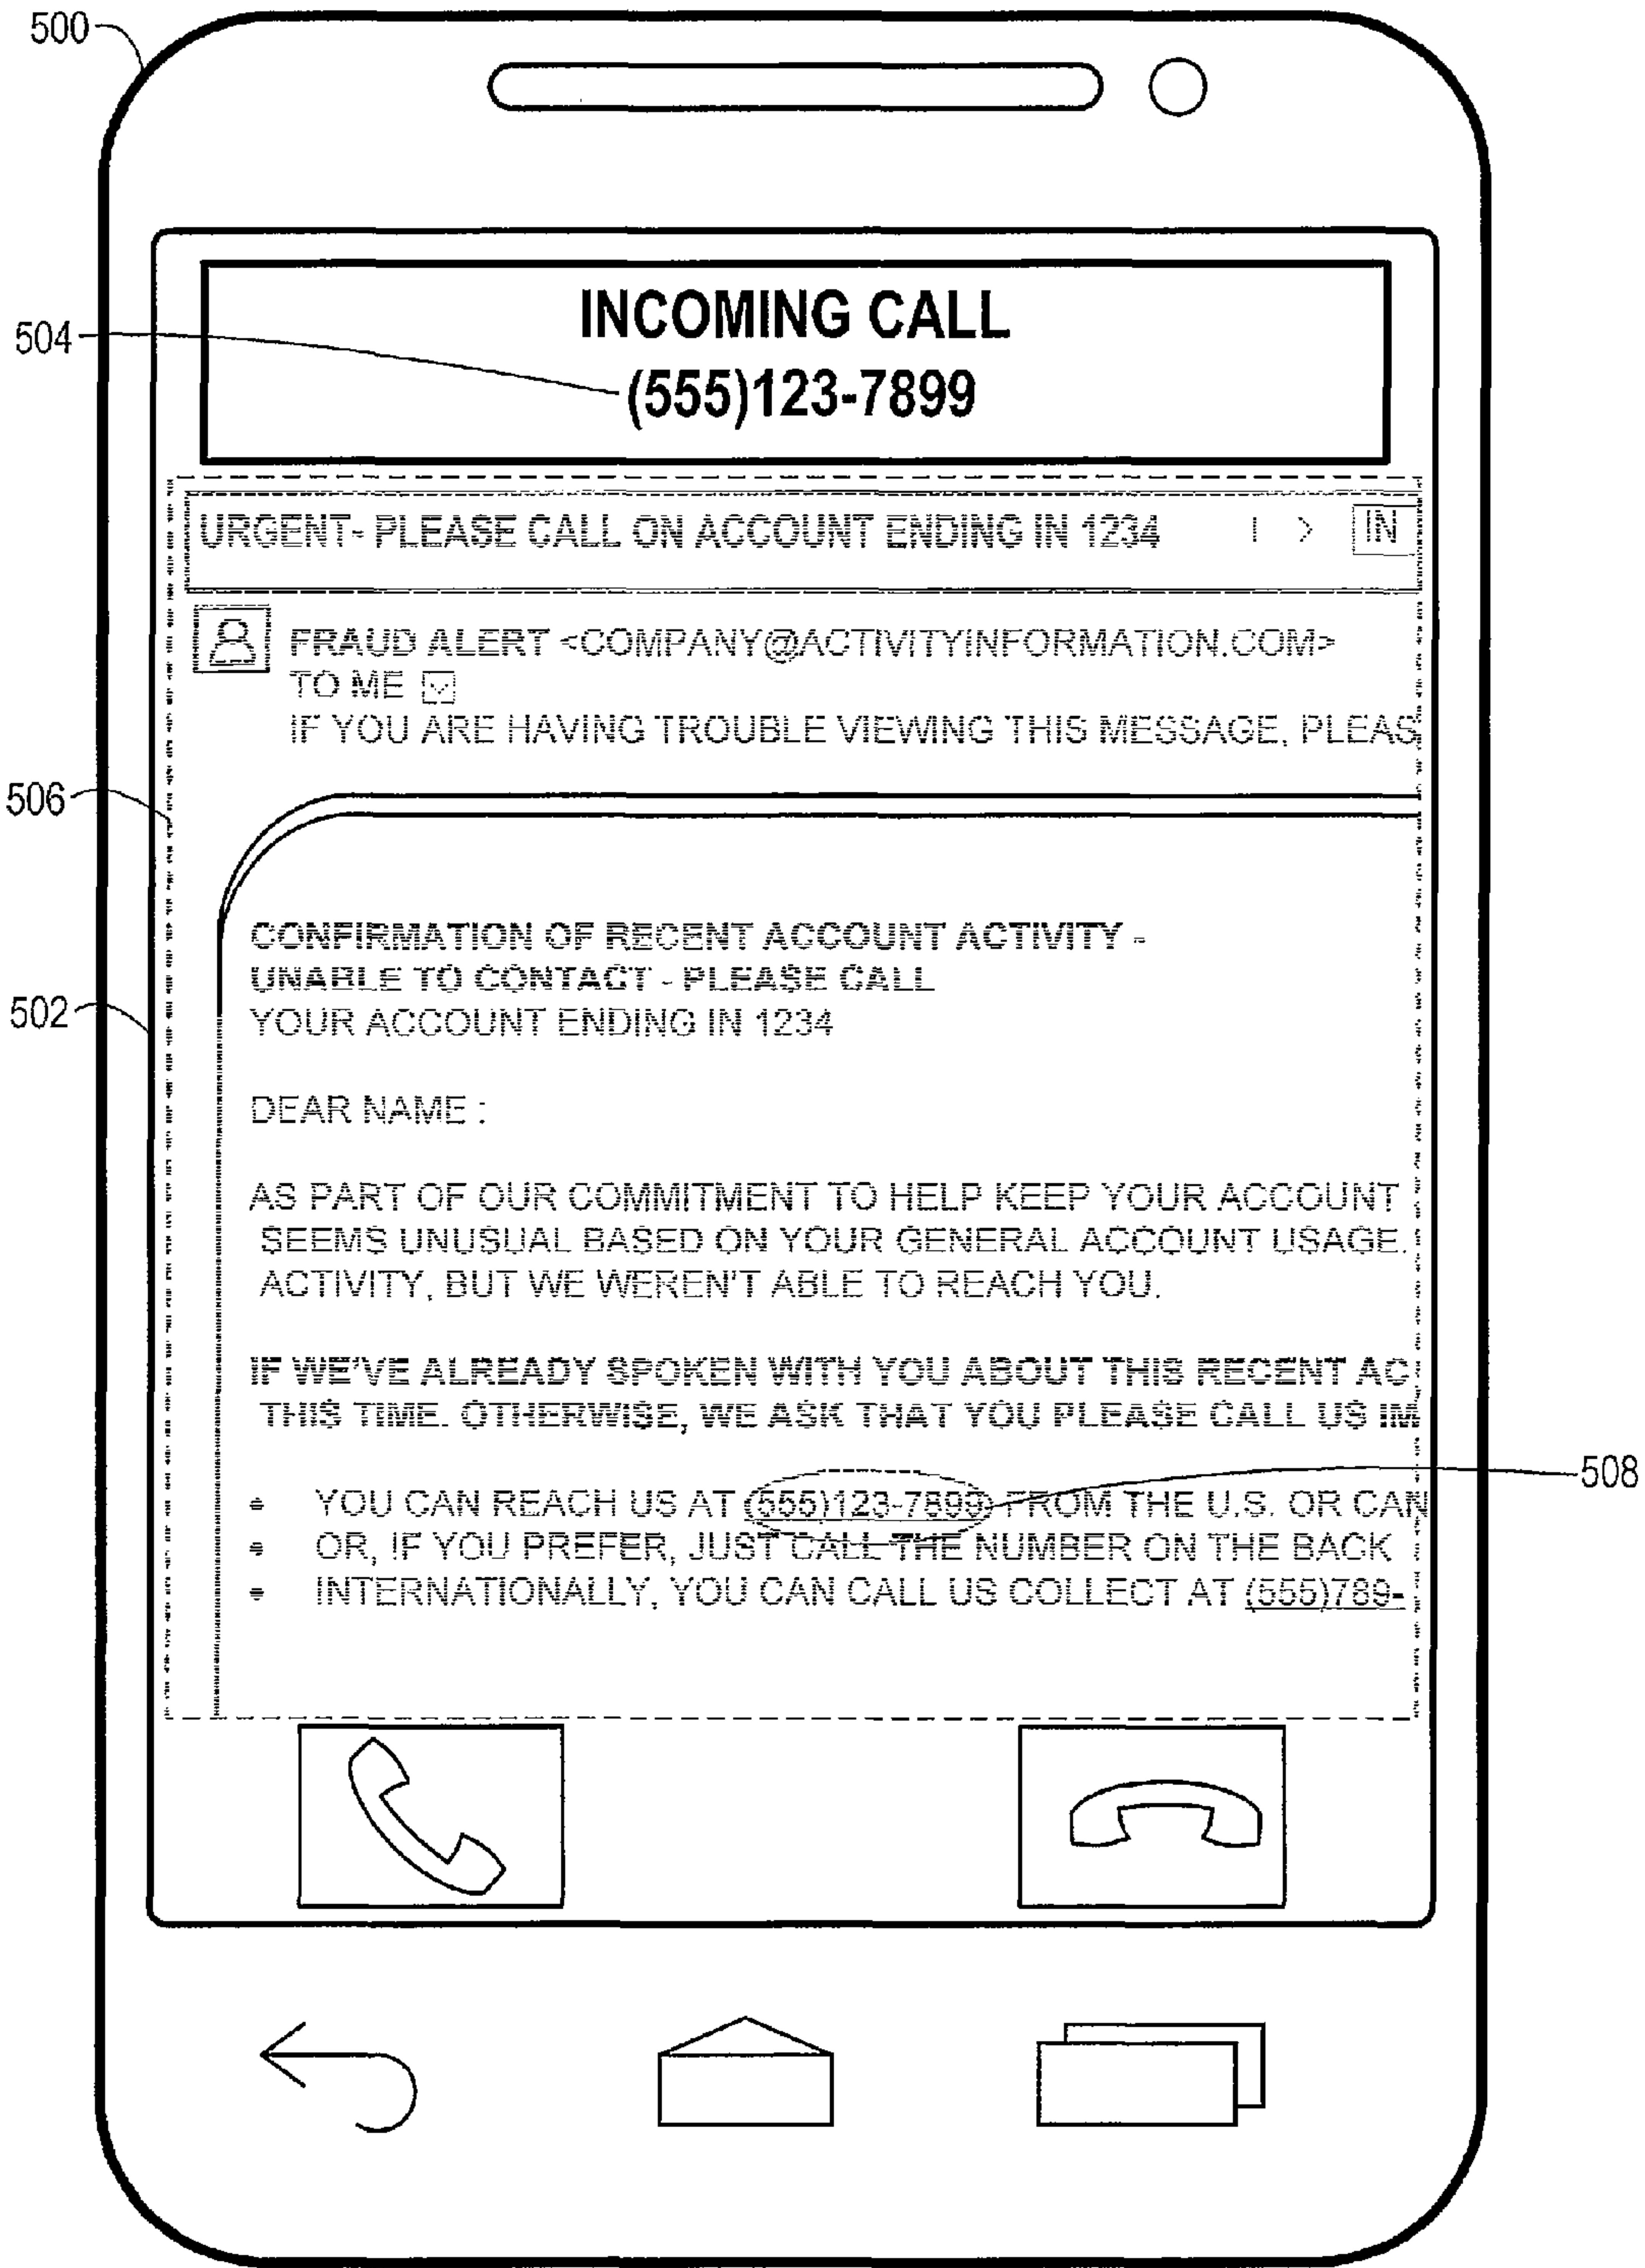 500
INCOMING CALL
504
(555)123-7899
URGENT- PLEASE CALL ON ACCOUNT ENDING IN 1234 | > IN
FRAUD ALERT <COMPANY@ACTIVITYINFORMATION.COM>
TO ME
IF YOU ARE HAVING TROUBLE VIEWING THIS MESSAGE, PLEAS
506
CONFIRMATION OF RECENT ACCOUNT ACTIVITY -
UNABLE TO CONTACT - PLEASE CALL
502
YOUR ACCOUNT ENDING IN 1234
DEAR NAME :
AS PART OF OUR COMMITMENT TO HELP KEEP YOUR ACCOUNT
SEEMS UNUSUAL BASED ON YOUR GENERAL ACCOUNT USAGE.
ACTIVITY, BUT WE WEREN'T ABLE TO REACH YOU.
IF WE'VE ALREADY SPOKEN WITH YOU ABOUT THIS RECENT AC
THIS TIME. OTHERWISE, WE ASK THAT YOU PLEASE CALL US IM
508
• YOU CAN REACH US AT (555)123-7899 FROM THE U.S. OR CAN
• OR, IF YOU PREFER, JUST CALL THE NUMBER ON THE BACK
• INTERNATIONALLY, YOU CAN CALL US COLLECT AT (555)789-